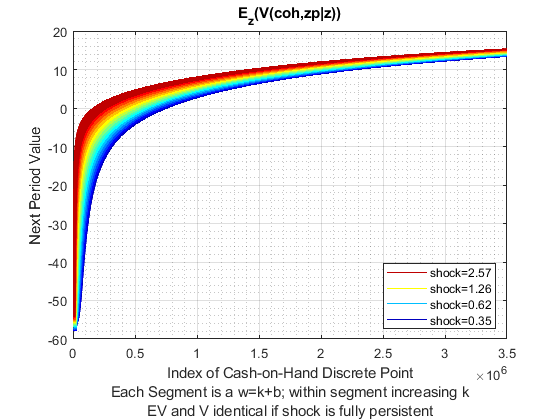 E_z(V(coh,zp|z))
20
10
0
-10
-20
-30
-40
-50
-60
Next Period Value
shock=2.57
shock=1.26
shock=0.62
shock=0.35
0 0.5 1 1.5 2 2.5 3 3.5
× 10^6
Index of Cash-on-Hand Discrete Point
Each Segment is a w=k+b; within segment increasing k
EV and V identical if shock is fully persistent